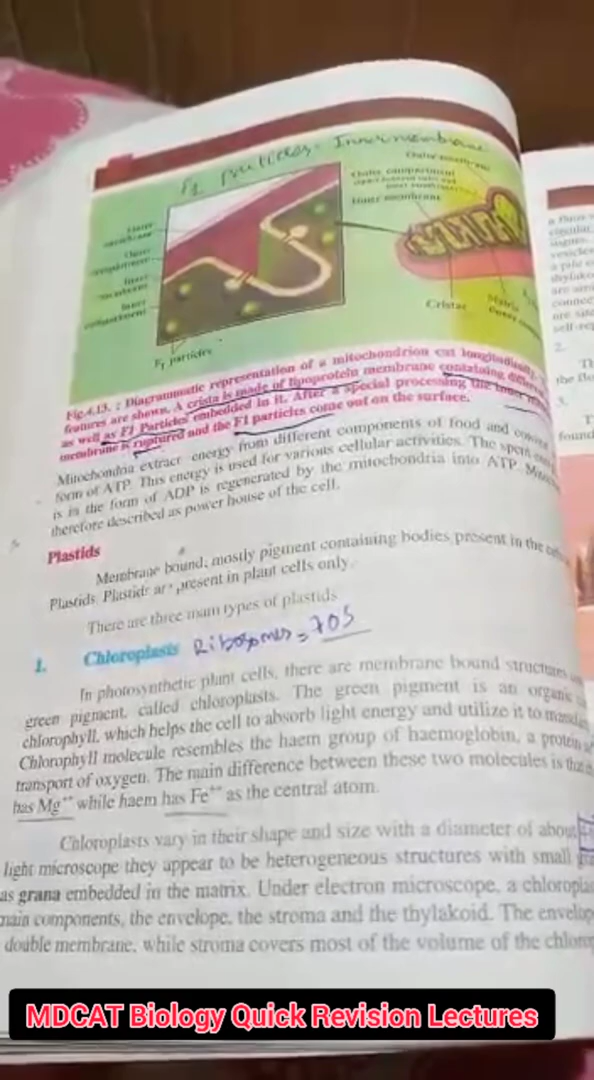 F1 particles = Innermembrane
Outer membrane
Outer compartment
Inner membrane
Outer
membrane
Outer
compartment
Inner
membrane
Inner
compartment
Cristae
Matrix
F1 particles
Fig.4.13. : Diagrammatic representation of a mitochondrion cut longitudinally.
features are shown. A crista is made of lipoprotein membrane containing
as well as F1 Particles embedded in it. After a special processing the
membrane is ruptured and the F1 particles come out on the surface.
Mitochondria extract energy from different components of food and
form of ATP. This energy is used for various cellular activities. The spent
is in the form of ADP is regenerated by the mitochondria into ATP.
therefore described as power house of the cell.
Plastids
Membrane bound, mostly pigment containing bodies present in the
Plastids. Plastids are present in plant cells only.
There are three main types of plastids
1. Chloroplasts Ribosomes = 70S
In photosynthetic plant cells, there are membrane bound structures
green pigment, called chloroplasts. The green pigment is an organic
chlorophyll, which helps the cell to absorb light energy and utilize it to
Chlorophyll molecule resembles the haem group of haemoglobin, a protein
transport of oxygen. The main difference between these two molecules is that
has Mg++ while haem has Fe++ as the central atom.
Chloroplasts vary in their shape and size with a diameter of about
light microscope they appear to be heterogeneous structures with small
as grana embedded in the matrix. Under electron microscope, a
main components, the envelope, the stroma and the thylakoid. The
double membrane, while stroma covers most of the volume of the
MDCAT Biology Quick Revision Lectures